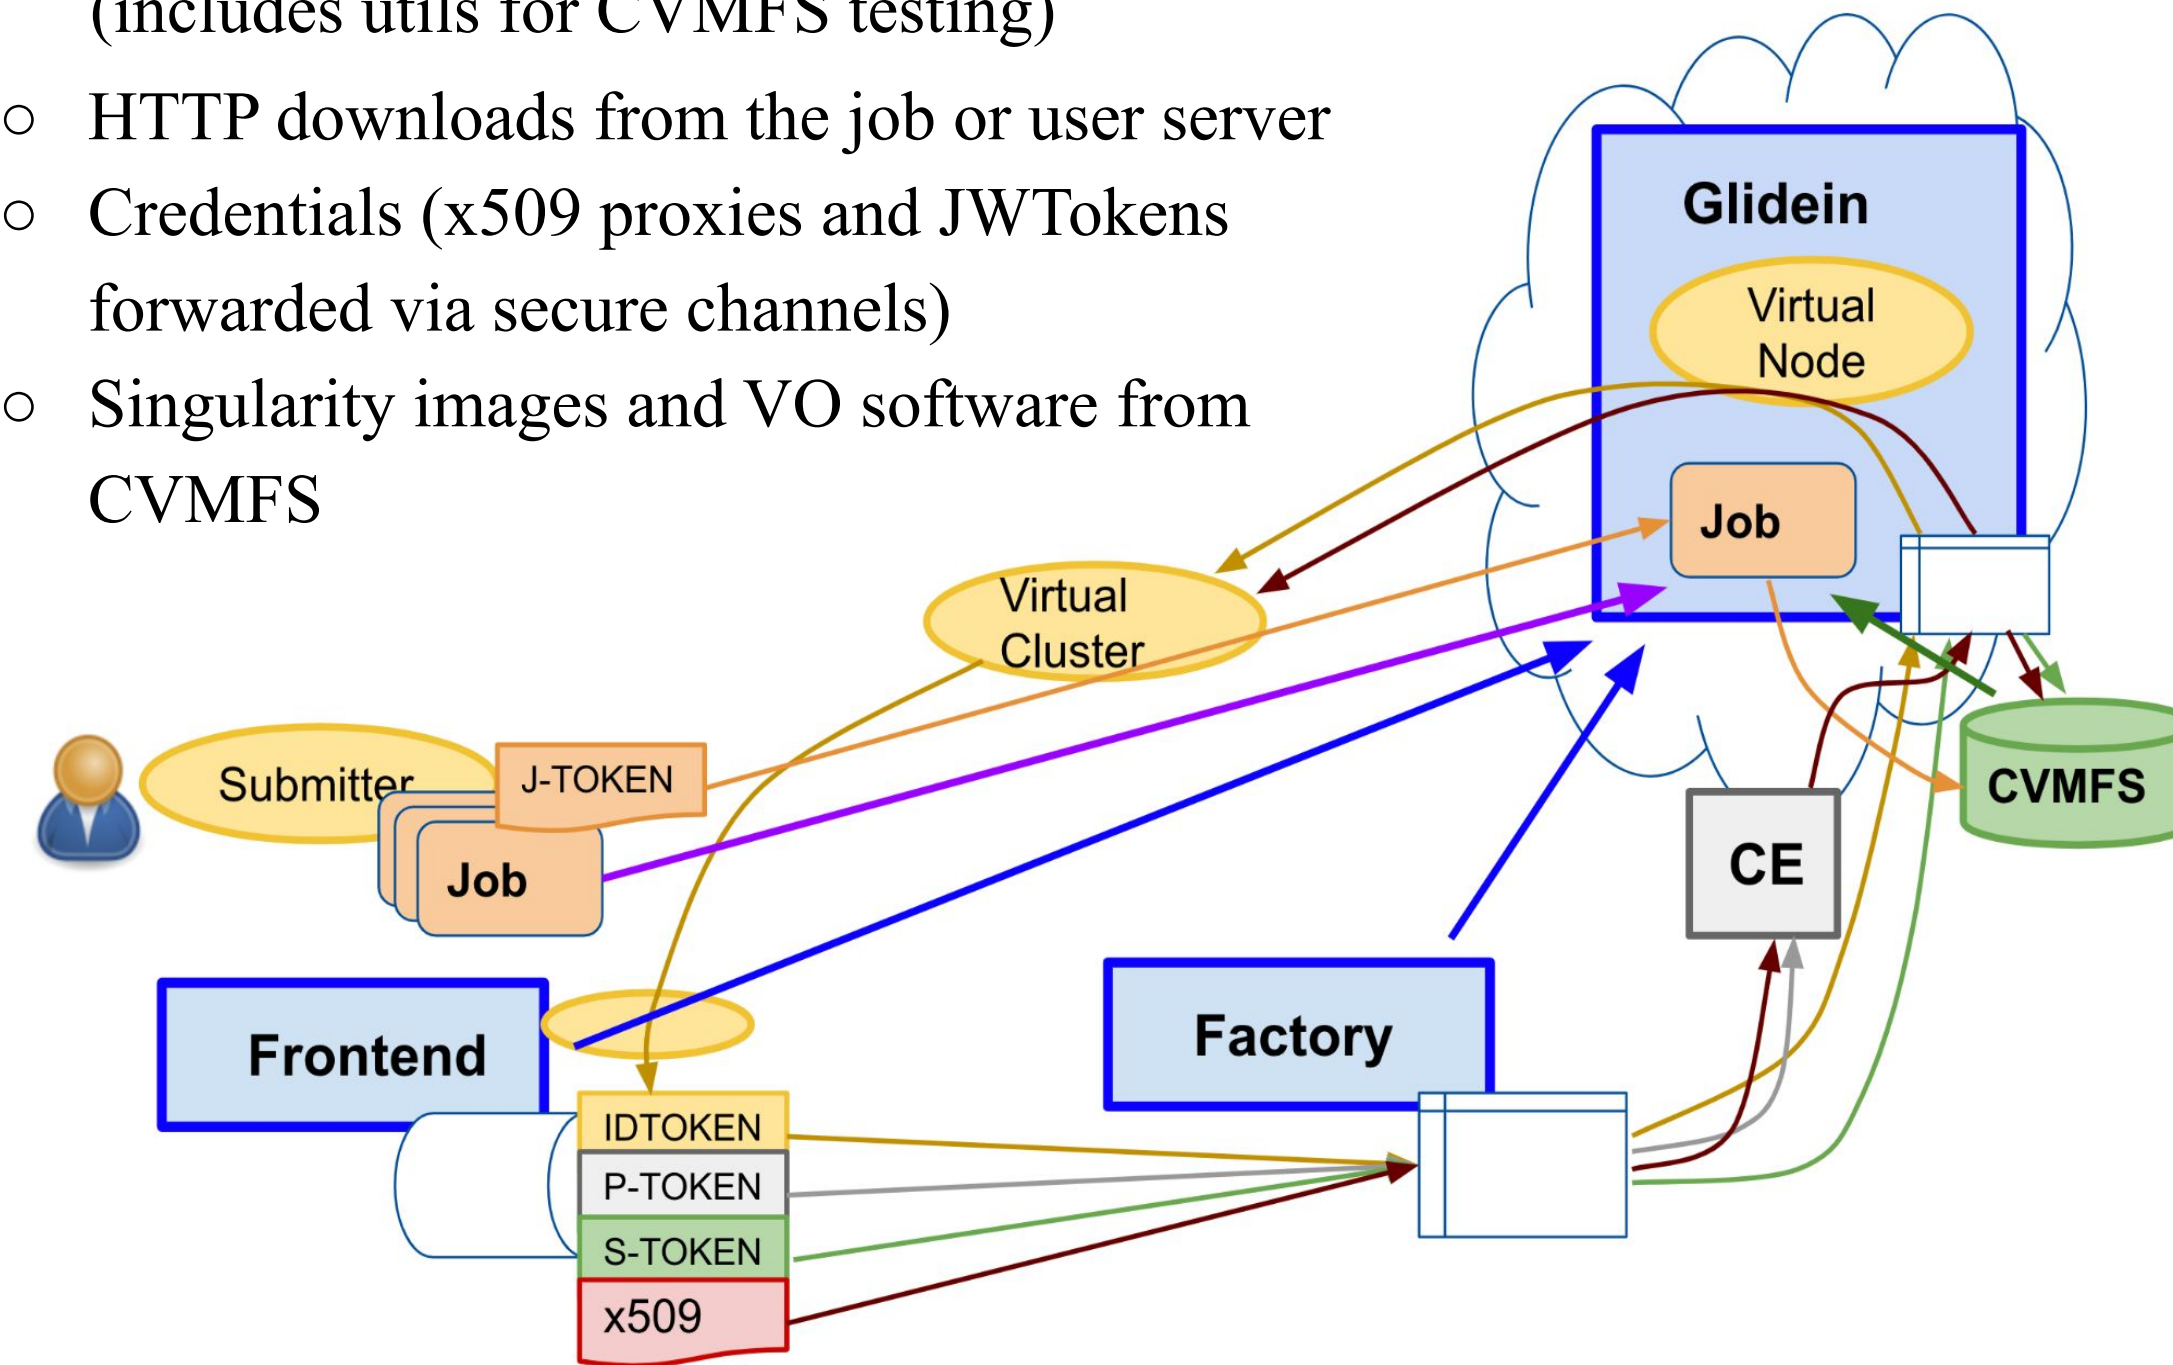 (includes utils for CVMFS testing)
○ HTTP downloads from the job or user server
○ Credentials (x509 proxies and JWTokens
forwarded via secure channels)
○ Singularity images and VO software from
CVMFS
Glidein
Virtual
Node
Job
Virtual
Cluster
Submitter
J-TOKEN
Job
CVMFS
CE
Frontend
Factory
IDTOKEN
P-TOKEN
S-TOKEN
x509